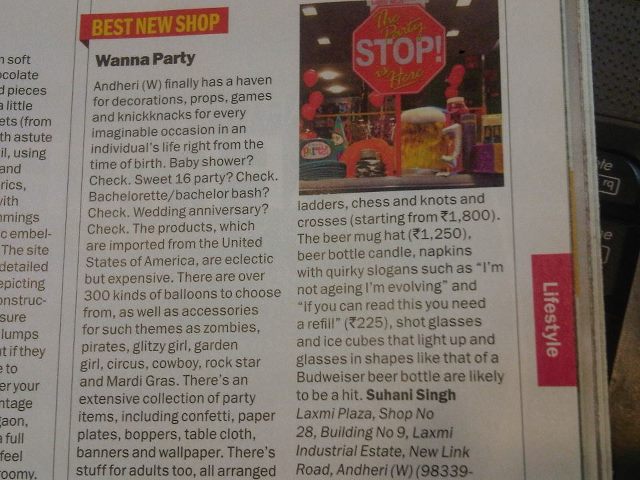 n soft
ocolate
d pieces
a little
ets (from
th astute
il, using
and
rics,
vith
mmings
c embel-
The site
detailed
epicting
onstruc-
sure
lumps
ut if they
e to
er your
ntage
gaon,
a full
feel
roomy.
BEST NEW SHOP
Wanna Party
Andheri (W) finally has a haven
for decorations, props, games
and knickknacks for every
imaginable occasion in an
individual's life right from the
time of birth. Baby shower?
Check. Sweet 16 party? Check.
Bachelorette/bachelor bash?
Check. Wedding anniversary?
Check. The products, which
are imported from the United
States of America, are eclectic
but expensive. There are over
300 kinds of balloons to choose
from, as well as accessories
for such themes as zombies,
pirates, glitzy girl, garden
girl, circus, cowboy, rock star
and Mardi Gras. There's an
extensive collection of party
items, including confetti, paper
plates, boppers, table cloth,
banners and wallpaper. There's
stuff for adults too, all arranged
The
Party
STOP!
is Here
ladders, chess and knots and
crosses (starting from ₹1,800).
The beer mug hat (₹1,250),
beer bottle candle, napkins
with quirky slogans such as "I'm
not ageing I'm evolving" and
"If you can read this you need
a refill" (₹225), shot glasses
and ice cubes that light up and
glasses in shapes like that of a
Budweiser beer bottle are likely
to be a hit. Suhani Singh
Laxmi Plaza, Shop No
28, Building No 9, Laxmi
Industrial Estate, New Link
Road, Andheri (W) (98339-
Lifestyle